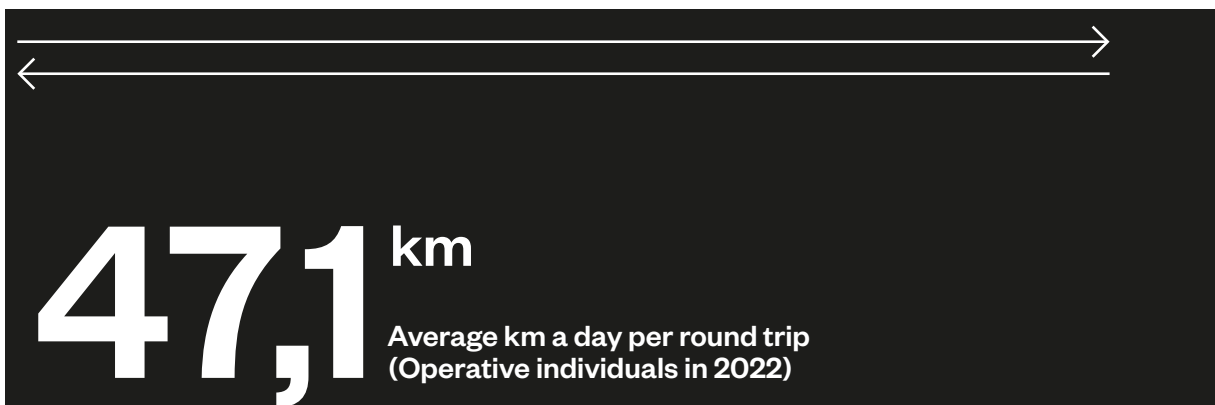 47,1 km
Average km a day per round trip
(Operative individuals in 2022)